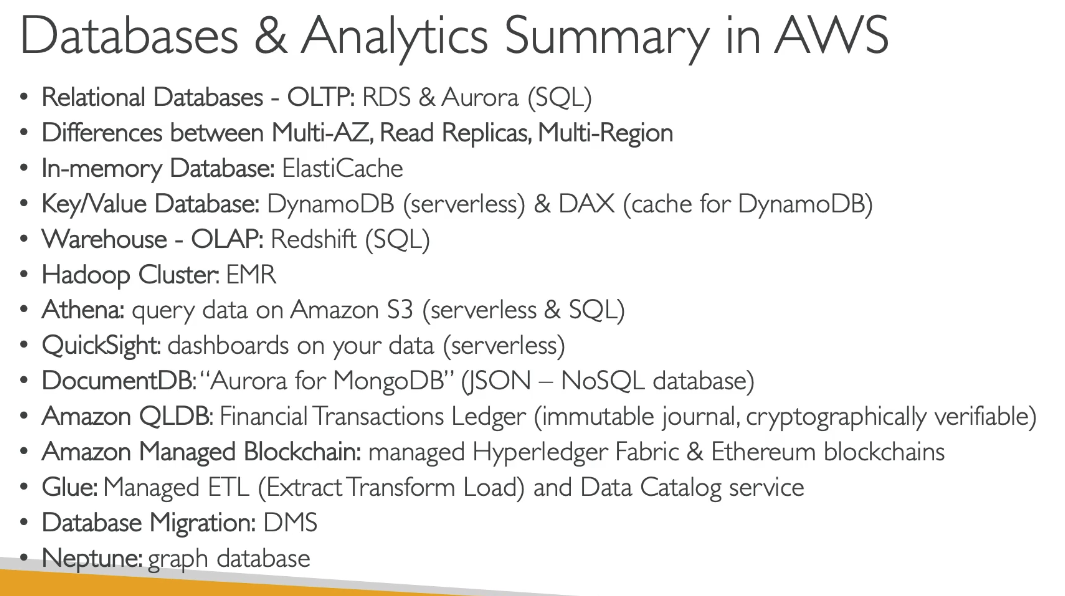 Databases & Analytics Summary in AWS
• Relational Databases - OLTP: RDS & Aurora (SQL)
• Differences between Multi-AZ, Read Replicas, Multi-Region
• In-memory Database: ElastiCache
• Key/Value Database: DynamoDB (serverless) & DAX (cache for DynamoDB)
• Warehouse - OLAP: Redshift (SQL)
• Hadoop Cluster: EMR
• Athena: query data on Amazon S3 (serverless & SQL)
• QuickSight: dashboards on your data (serverless)
• DocumentDB: “Aurora for MongoDB” (JSON – NoSQL database)
• Amazon QLDB: Financial Transactions Ledger (immutable journal, cryptographically verifiable)
• Amazon Managed Blockchain: managed Hyperledger Fabric & Ethereum blockchains
• Glue: Managed ETL (Extract Transform Load) and Data Catalog service
• Database Migration: DMS
• Neptune: graph database